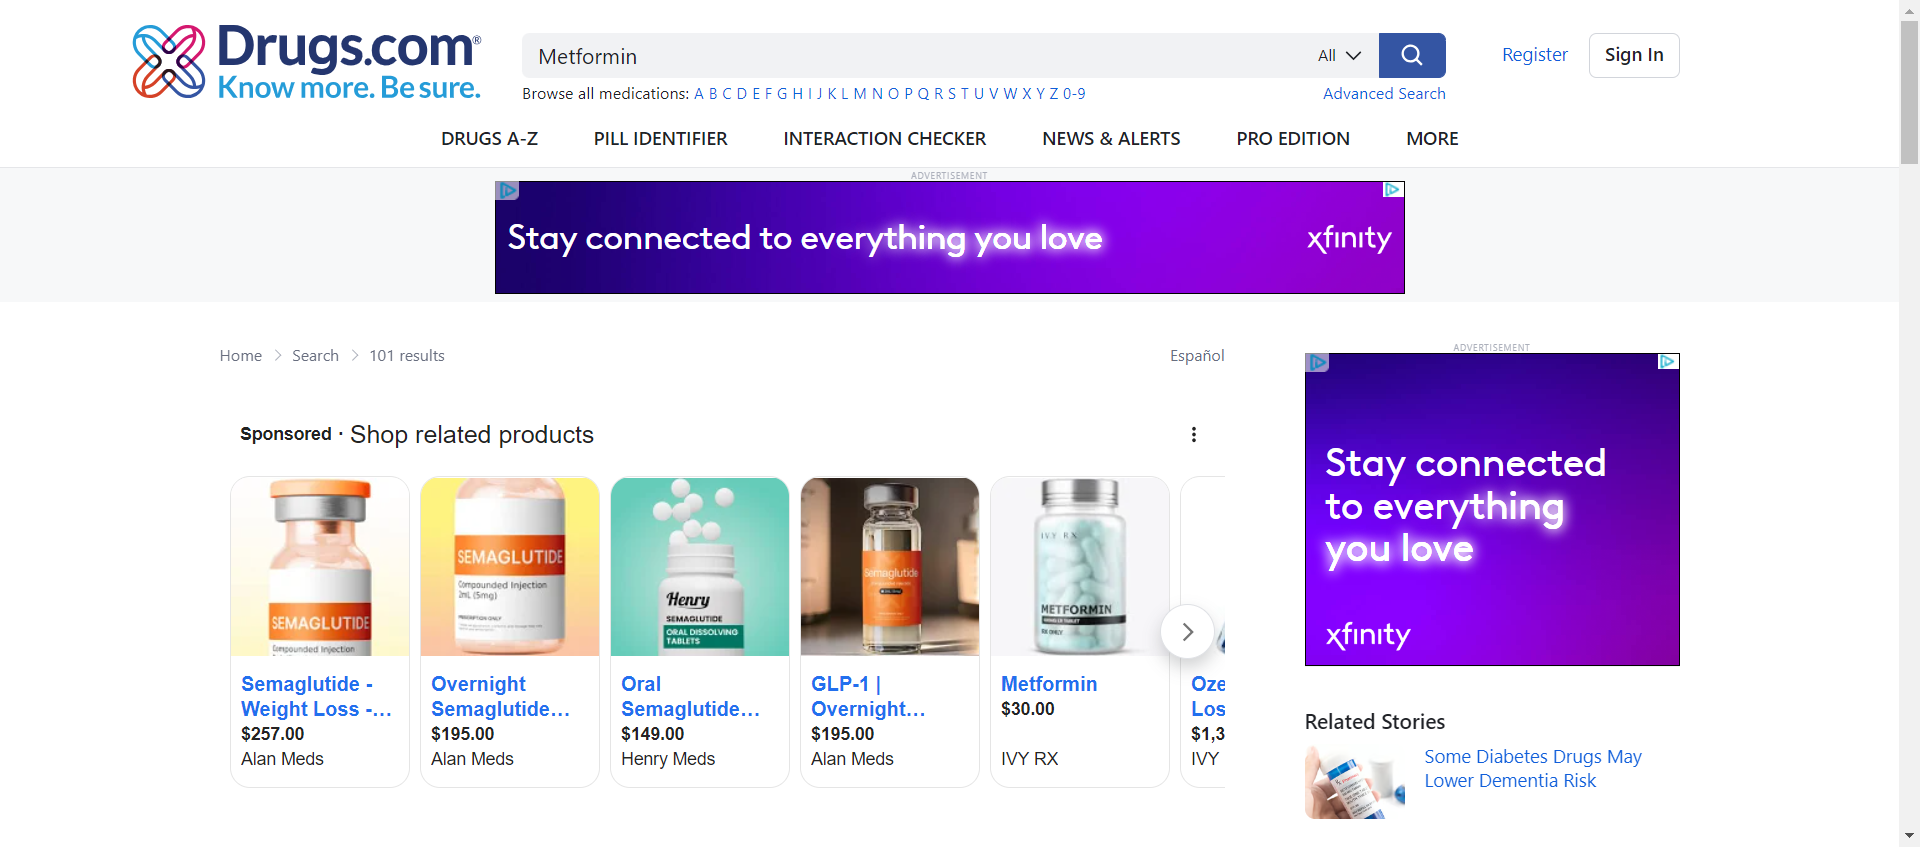 Drugs.com®
Know more. Be sure.
Metformin
All
Register
Sign In
Browse all medications: A B C D E F G H I J K L M N O P Q R S T U V W X Y Z 0-9
Advanced Search
DRUGS A-Z
PILL IDENTIFIER
INTERACTION CHECKER
NEWS & ALERTS
PRO EDITION
MORE
ADVERTISEMENT
Stay connected to everything you love
xfinity
Home
Search
101 results
Español
ADVERTISEMENT
Stay connected
to everything
you love
xfinity
Sponsored · Shop related products
SEMAGLUTIDE
Compounded Injection
SEMAGLUTIDE
Compounded Injection
2mL (5mg)
PRESCRIPTION ONLY
Henry
SEMAGLUTIDE
ORAL DISSOLVING
TABLETS
Semaglutide
IVY RX
METFORMIN
RX ONLY
Semaglutide -
Weight Loss -...
$257.00
Alan Meds
Overnight
Semaglutide...
$195.00
Alan Meds
Oral
Semaglutide...
$149.00
Henry Meds
GLP-1 |
Overnight...
$195.00
Alan Meds
Metformin
$30.00
IVY RX
Oze
Los
$1,3
IVY
Related Stories
Some Diabetes Drugs May
Lower Dementia Risk